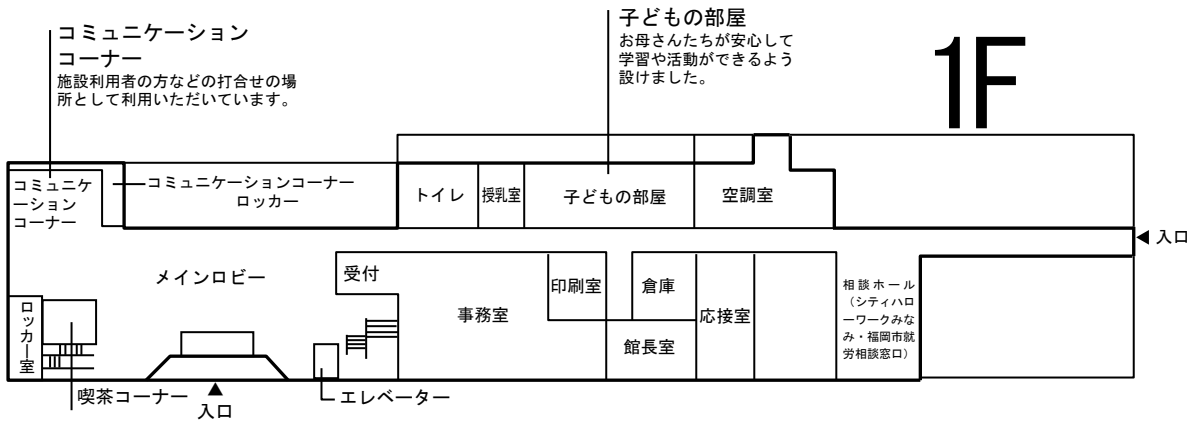 コミュニケーション
コーナー
施設利用者の方などの打合せの場
所として利用いただいています。
子どもの部屋
お母さんたちが安心して
学習や活動ができるよう
設けました。
1F
コミュニケ
ーション
コーナー
コミュニケーションコーナー
ロッカー
トイレ
授乳室
子どもの部屋
空調室
入口
メインロビー
受付
事務室
印刷室
倉庫
館長室
応接室
相談ホール
(シティハロ
ーワークみな
み・福岡市就
労相談窓口)
ロッカー室
喫茶コーナー
入口
エレベーター